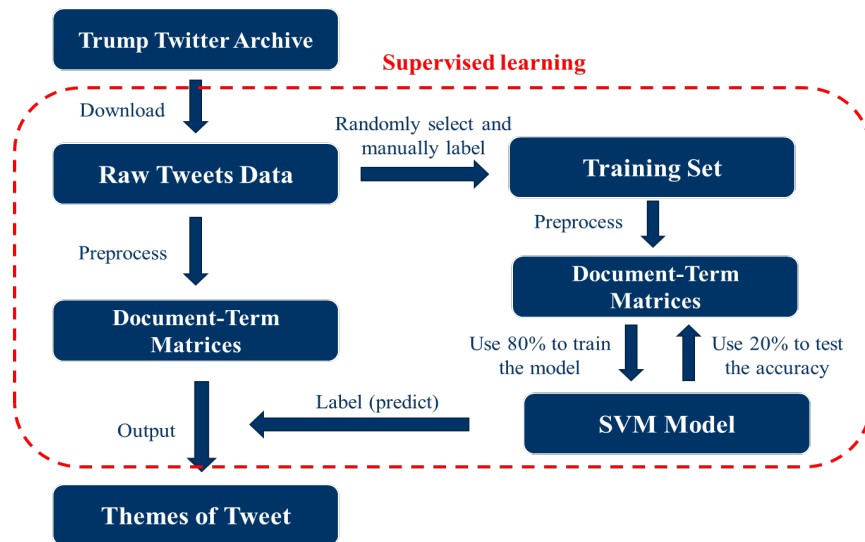 Trump Twitter Archive
Supervised learning
Download
Randomly select and
manually label
Raw Tweets Data
Training Set
Preprocess
Preprocess
Document-Term
Matrices
Document-Term
Matrices
Use 80% to train
the model
Use 20% to test
the accuracy
Label (predict)
Output
SVM Model
Themes of Tweet